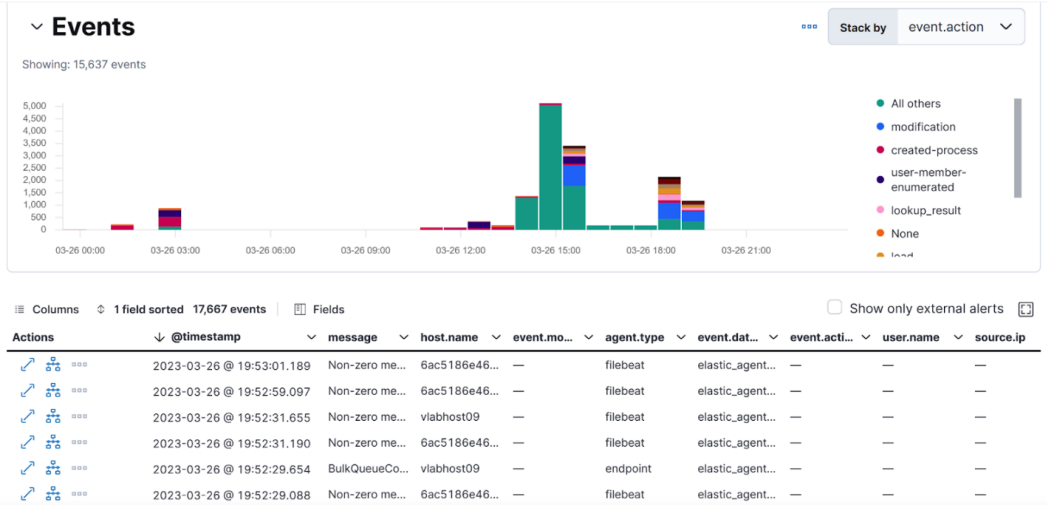 Events
Stack by event.action
Showing: 15,637 events
5,000
4,500
4,000
3,500
3,000
2,500
2,000
1,500
1,000
500
0
03-26 00:00 03-26 03:00 03-26 06:00 03-26 09:00 03-26 12:00 03-26 15:00 03-26 18:00 03-26 21:00
All others
modification
created-process
user-member-
enumerated
lookup_result
None
load
Columns 1 field sorted 17,667 events Fields Show only external alerts
Actions @timestamp message host.name event.mo... agent.type event.dat... event.acti... user.name source.ip
2023-03-26 @ 19:53:01.189 Non-zero me... 6ac5186e46... — filebeat elastic_agent... — — —
2023-03-26 @ 19:52:59.097 Non-zero me... 6ac5186e46... — filebeat elastic_agent... — — —
2023-03-26 @ 19:52:31.655 Non-zero me... vlabhost09 — filebeat elastic_agent... — — —
2023-03-26 @ 19:52:31.190 Non-zero me... 6ac5186e46... — filebeat elastic_agent... — — —
2023-03-26 @ 19:52:29.654 BulkQueueCo... vlabhost09 — endpoint elastic_agent... — — —
2023-03-26 @ 19:52:29.088 Non-zero me... 6ac5186e46... — filebeat elastic_agent... — — —